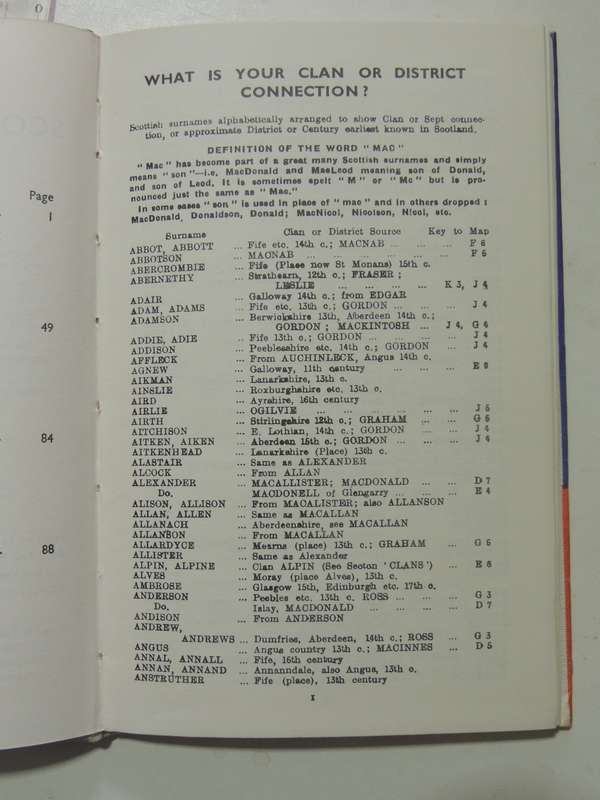 O
Page
1
49
84
88
WHAT IS YOUR CLAN OR DISTRICT
CONNECTION?
Scottish surnames alphabetically arranged to show Clan or Sept connec-
tion, or approximate District or Century earliest known in Scotland.
DEFINITION OF THE WORD "MAC"
"Mac" has become part of a great many Scottish surnames and simply
means "son"—i.e. MacDonald and MacLeod meaning son of Donald,
and son of Leod. It is sometimes spelt "M" or "Mc" but is pro-
nounced just the same as "Mac."
In some cases "son" is used in place of "mac" and in others dropped:
MacDonald, Donaldson, Donald; MacNicol, Nicolson, Nicol, etc.
Surname Clan or District Source Key to Map
ABBOT, ABBOTT ... Fife etc. 14th c.; MACNAB ... ... ... F 6
ABBOTSON ... MACNAB ... ... ... ... ... F 6
ABERCROMBIE ... Fife (Place now St Monans) 15th c.
ABERNETHY ... Strathearn, 12th c.; FRASER;
LESLIE ... ... ... ... K 3, J 4
ADAIR ... Galloway 14th c.; from EDGAR
ADAM, ADAMS ... Fife etc. 13th c.; GORDON ... ... J 4
ADAMSON ... Berwickshire 13th, Aberdeen 14th c.;
GORDON; MACKINTOSH ... J 4, G 4
ADDIE, ADIE ... Fife 13th c.; GORDON ... ... ... J 4
ADDISON ... Peeblesshire etc. 14th c.; GORDON ... J 4
AFFLECK ... From AUCHINLECK, Angus 14th c.
AGNEW ... Galloway, 11th century ... ... ... E 9
AIKMAN ... Lanarkshire, 13th c.
AINSLIE ... Roxburghshire etc. 13th c.
AIRD ... Ayrshire, 16th century
AIRLIE ... OGILVIE ... ... ... ... ... ... J 5
AIRTH ... Stirlingshire 12th c.; GRAHAM ... ... G 6
AITCHISON ... E. Lothian, 14th c.; GORDON ... ... J 4
AITKEN, AIKEN ... Aberdeen 15th c.; GORDON ... ... ... J 4
AITKENHEAD ... Lanarkshire (Place) 13th c.
ALASTAIR ... Same as ALEXANDER
ALCOCK ... From ALLAN
ALEXANDER ... MACALLISTER; MACDONALD ... ... D 7
Do. MACDONELL of Glengarry ... ... ... E 4
ALISON, ALLISON ... From MACALISTER; also ALLANSON
ALLAN, ALLEN ... Same as MACALLAN
ALLANACH ... Aberdeenshire, see MACALLAN
ALLANSON ... From MACALLAN
ALLARDYCE ... Mearns (place) 13th c.; GRAHAM ... G 6
ALLISTER ... Same as Alexander
ALPIN, ALPINE ... Clan ALPIN (See Section 'CLANS') ... E 8
ALVES ... Moray (place Alves), 13th c.
AMBROSE ... Glasgow 15th, Edinburgh etc. 17th c.
ANDERSON ... Peebles etc. 13th c. ROSS ... ... ... G 3
Do. Islay, MACDONALD ... ... ... ... D 7
ANDISON ... From ANDERSON
ANDREW,
ANDREWS ... Dumfries, Aberdeen, 14th c.; ROSS ... G 3
ANGUS ... Angus country 13th c.; MACINNES ... D 5
ANNAL, ANNALL ... Fife, 16th century
ANNAN, ANNAND ... Annanndale, also Angus, 13th c.
ANSTRUTHER ... Fife (place), 13th century
1